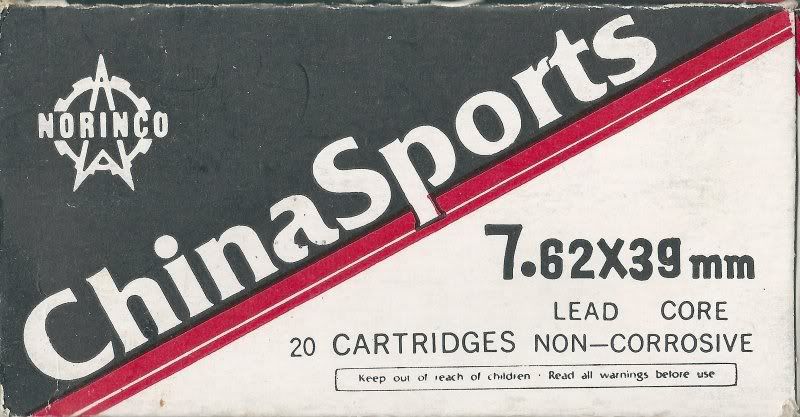 NORINCO
ChinaSports
7.62X39mm
LEAD CORE
20 CARTRIDGES NON-CORROSIVE
Keep out of reach of children · Read all warnings before use